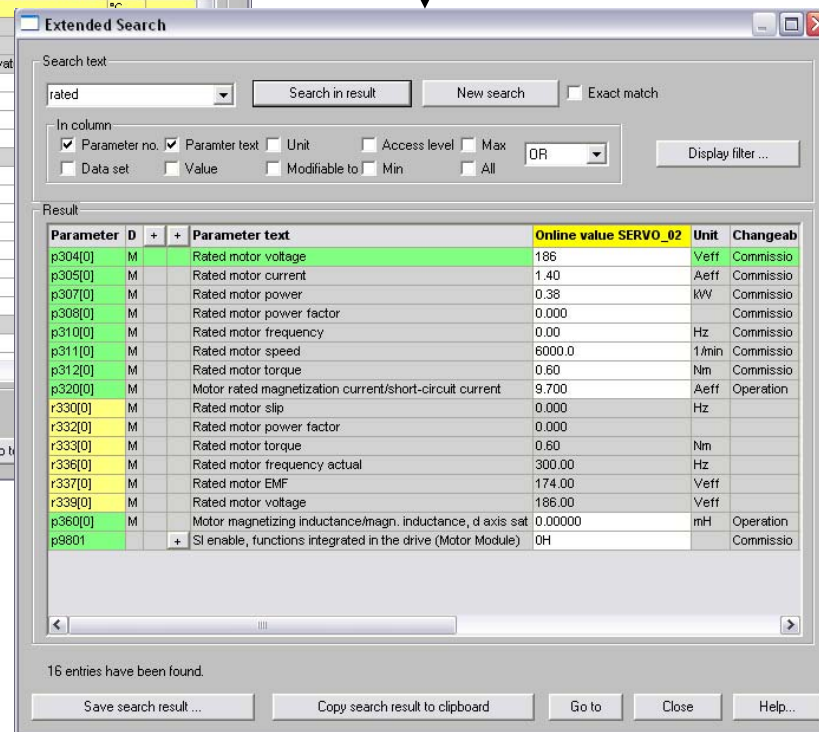 °C
Extended Search
vat
Search text
rated Search in result New search Exact match
In column
Parameter no. Paramter text Unit Access level Max OR Display filter ...
Data set Value Modifiable to Min All
Result
Parameter D + + Parameter text Online value SERVO_02 Unit Changeab
p304[0] M Rated motor voltage 186 Veff Commissio
p305[0] M Rated motor current 1.40 Aeff Commissio
p307[0] M Rated motor power 0.38 kW Commissio
p308[0] M Rated motor power factor 0.000 Commissio
p310[0] M Rated motor frequency 0.00 Hz Commissio
p311[0] M Rated motor speed 6000.0 1/min Commissio
p312[0] M Rated motor torque 0.60 Nm Commissio
p320[0] M Motor rated magnetization current/short-circuit current 9.700 Aeff Operation
r330[0] M Rated motor slip 0.000 Hz
r332[0] M Rated motor power factor 0.000
r333[0] M Rated motor torque 0.60 Nm
r336[0] M Rated motor frequency actual 300.00 Hz
r337[0] M Rated motor EMF 174.00 Veff
r339[0] M Rated motor voltage 186.00 Veff
p360[0] M Motor magnetizing inductance/magn. inductance, d axis sat 0.00000 mH Operation
p9801 + SI enable, functions integrated in the drive (Motor Module) 0H Commissio
16 entries have been found.
Save search result ... Copy search result to clipboard Go to Close Help...